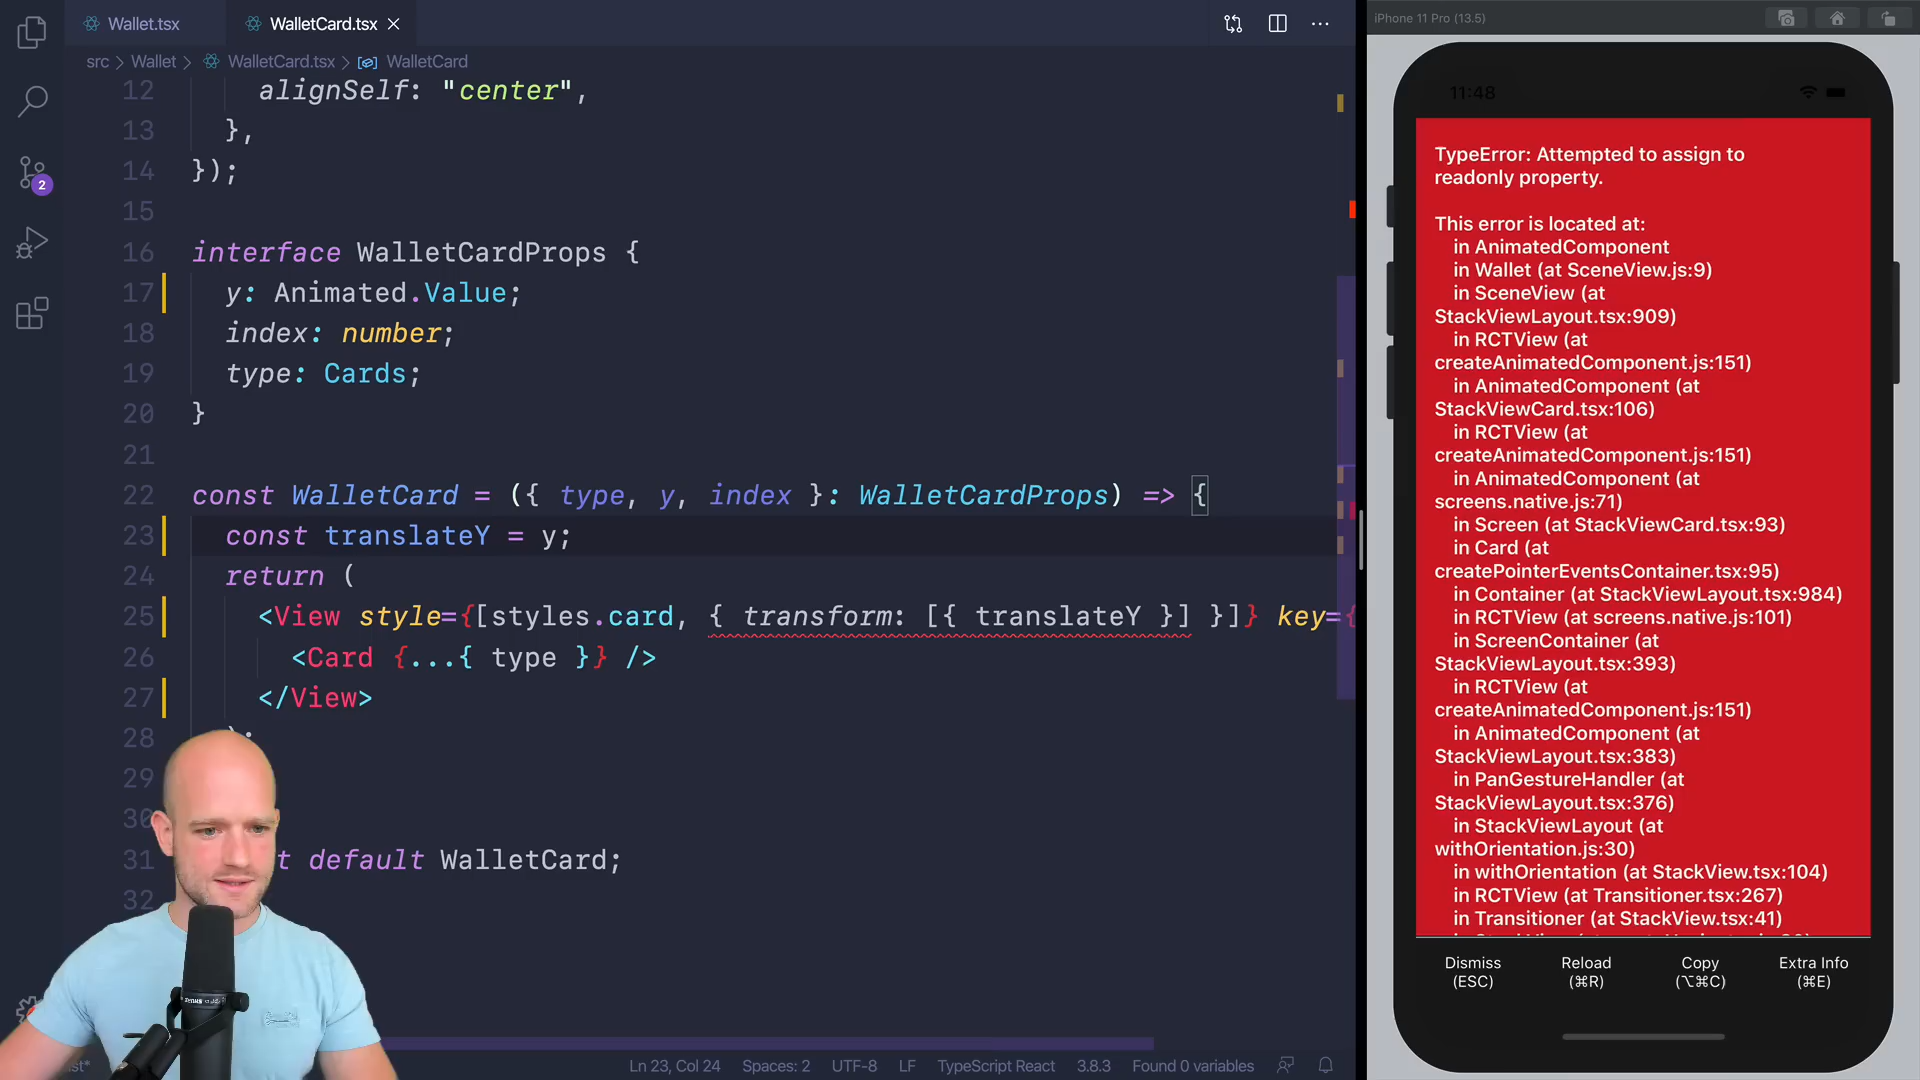 Wallet.tsx
WalletCard.tsx
src > Wallet > WalletCard.tsx > WalletCard
12 alignSelf: "center",
13 },
14 });
15
16 interface WalletCardProps {
17 y: Animated.Value;
18 index: number;
19 type: Cards;
20 }
21
22 const WalletCard = ({ type, y, index }: WalletCardProps) => {
23 const translateY = y;
24 return (
25 <View style={[styles.card, { transform: [{ translateY }] }]} key={
26 <Card {...{ type }} />
27 </View>
28 );
29
30
31 t default WalletCard;
32
2
Ln 23, Col 24
Spaces: 2
UTF-8
LF
TypeScript React
3.8.3
Found 0 variables
iPhone 11 Pro (13.5)
11:48
TypeError: Attempted to assign to
readonly property.
This error is located at:
in AnimatedComponent
in Wallet (at SceneView.js:9)
in SceneView (at
StackViewLayout.tsx:909)
in RCTView (at
createAnimatedComponent.js:151)
in AnimatedComponent (at
StackViewCard.tsx:106)
in RCTView (at
createAnimatedComponent.js:151)
in AnimatedComponent (at
screens.native.js:71)
in Screen (at StackViewCard.tsx:93)
in Card (at
createPointerEventsContainer.tsx:95)
in Container (at StackViewLayout.tsx:984)
in RCTView (at screens.native.js:101)
in ScreenContainer (at
StackViewLayout.tsx:393)
in RCTView (at
createAnimatedComponent.js:151)
in AnimatedComponent (at
StackViewLayout.tsx:383)
in PanGestureHandler (at
StackViewLayout.tsx:376)
in StackViewLayout (at
withOrientation.js:30)
in withOrientation (at StackView.tsx:104)
in RCTView (at Transitioner.tsx:267)
in Transitioner (at StackView.tsx:41)
Dismiss
(ESC)
Reload
(⌘R)
Copy
(⌥⌘C)
Extra Info
(⌘E)